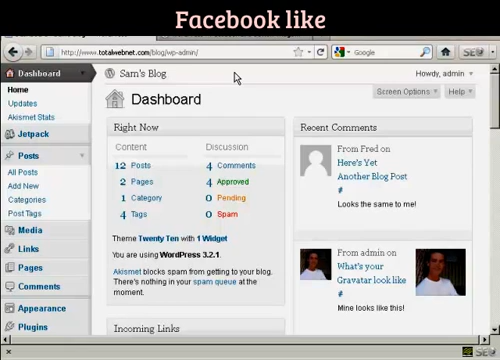 Facebook like
http://www.totalwebnet.com/blog/wp-admin/
Google
SEO
Dashboard
Sam's Blog
Howdy, admin
Home
Updates
Akismet Stats
Jetpack
Posts
All Posts
Add New
Categories
Post Tags
Media
Links
Pages
Comments
Appearance
Plugins
Dashboard
Screen Options
Help
Right Now
Content
Discussion
12 Posts
4 Comments
2 Pages
4 Approved
1 Category
0 Pending
4 Tags
0 Spam
Theme Twenty Ten with 1 Widget
You are using WordPress 3.2.1.
Akismet blocks spam from getting to your blog.
There's nothing in your spam queue at the
moment.
Incoming Links
Recent Comments
From Fred on
Here's Yet
Another Blog Post
#
Looks the same to me!
From admin on
What's your
Gravatar look like
#
Mine looks like this!
SEO